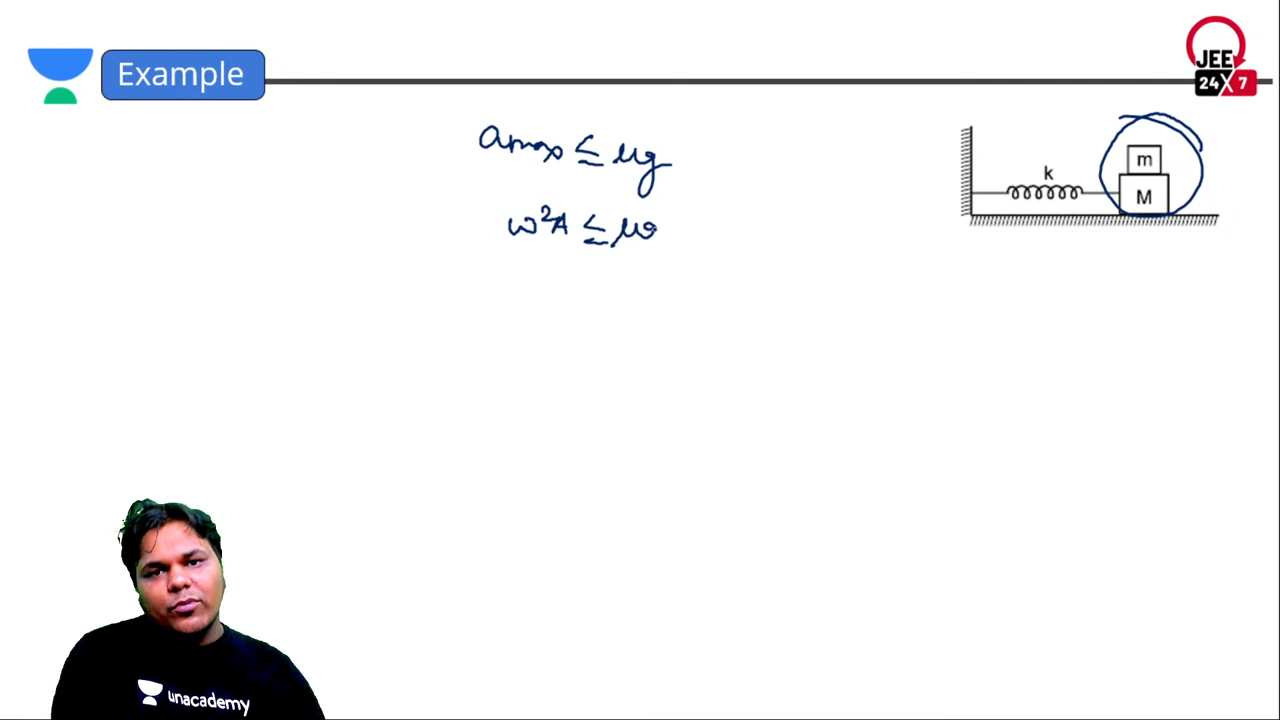 Example
JEE
24X7
amax ≤ μg
ω²A ≤ μg
k
m
M
unacademy